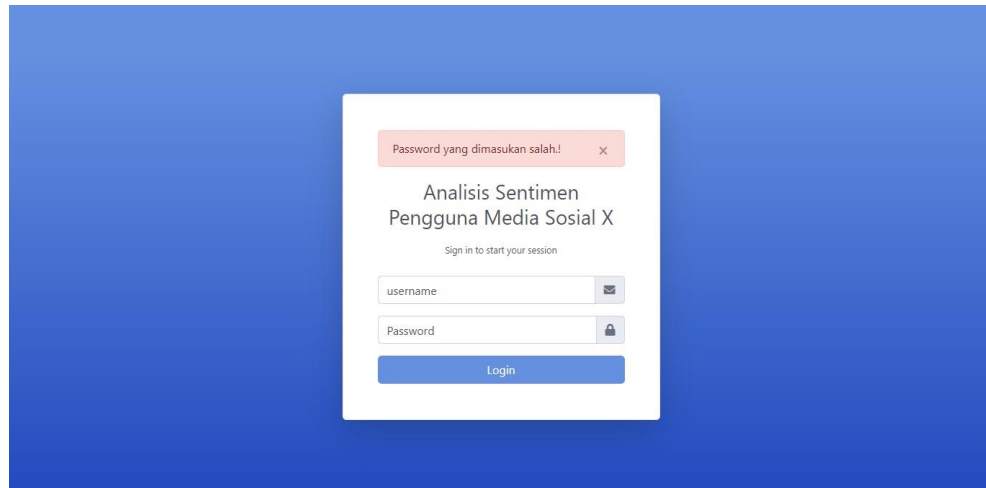 Password yang dimasukan salah.! ×
Analisis Sentimen
Pengguna Media Sosial X
Sign in to start your session
username
Password
Login